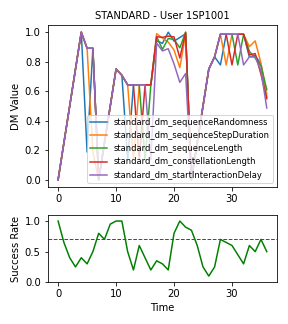 STANDARD - User 1SP1001
1.0
0.8
0.6
0.4
0.2
0.0
DM Value
standard_dm_sequenceRandomness
standard_dm_sequenceStepDuration
standard_dm_sequenceLength
standard_dm_constellationLength
standard_dm_startInteractionDelay
0 10 20 30
1.0
0.5
0.0
Success Rate
0 10 20 30
Time